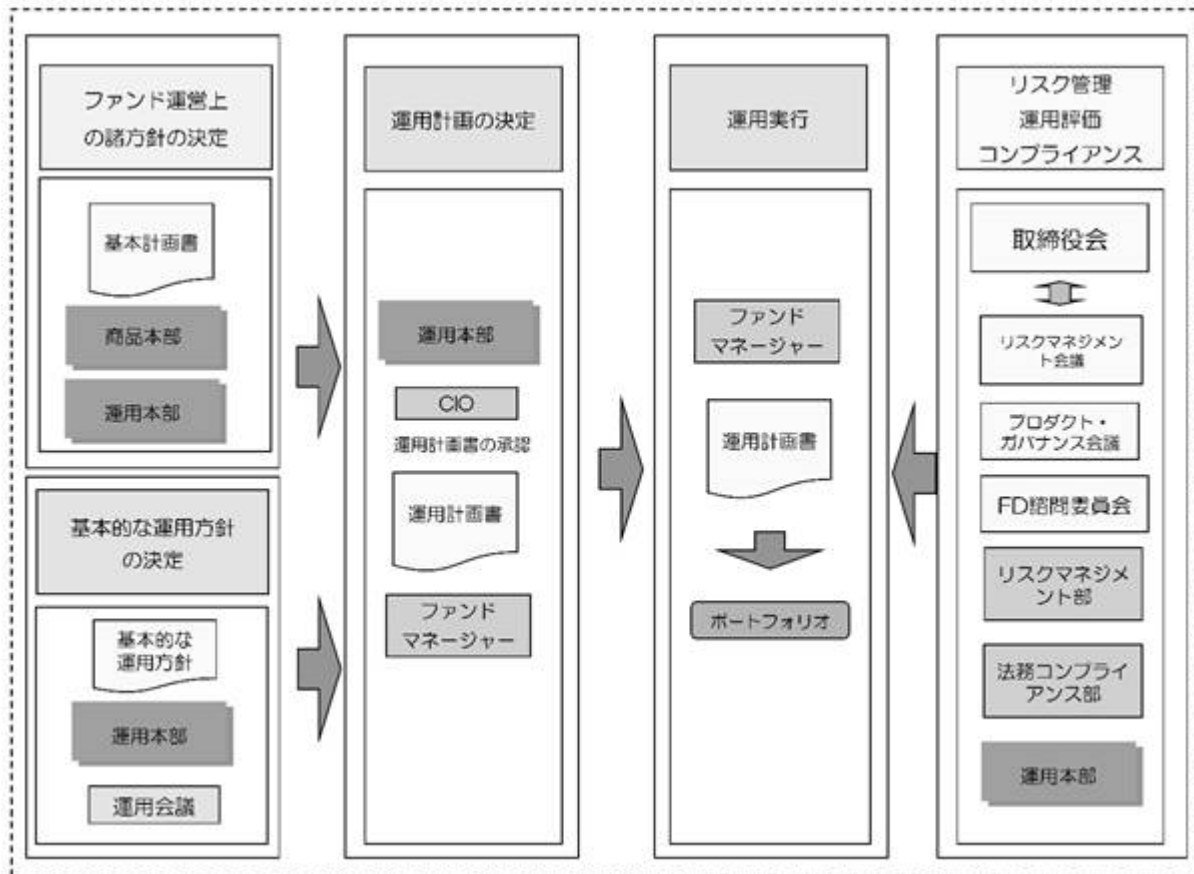 ファンド運営上
の諸方針の決定
基本計画書
商品本部
運用本部
基本的な運用方針
の決定
基本的な
運用方針
運用本部
運用会議
運用計画の決定
運用本部
CIO
運用計画書の承認
運用計画書
ファンド
マネージャー
運用実行
ファンド
マネージャー
運用計画書
ポートフォリオ
リスク管理
運用評価
コンプライアンス
取締役会
リスクマネジメン
ト会議
プロダクト・
ガバナンス会議
FD諮問委員会
リスクマネジメ
ント部
法務コンプライ
アンス部
運用本部